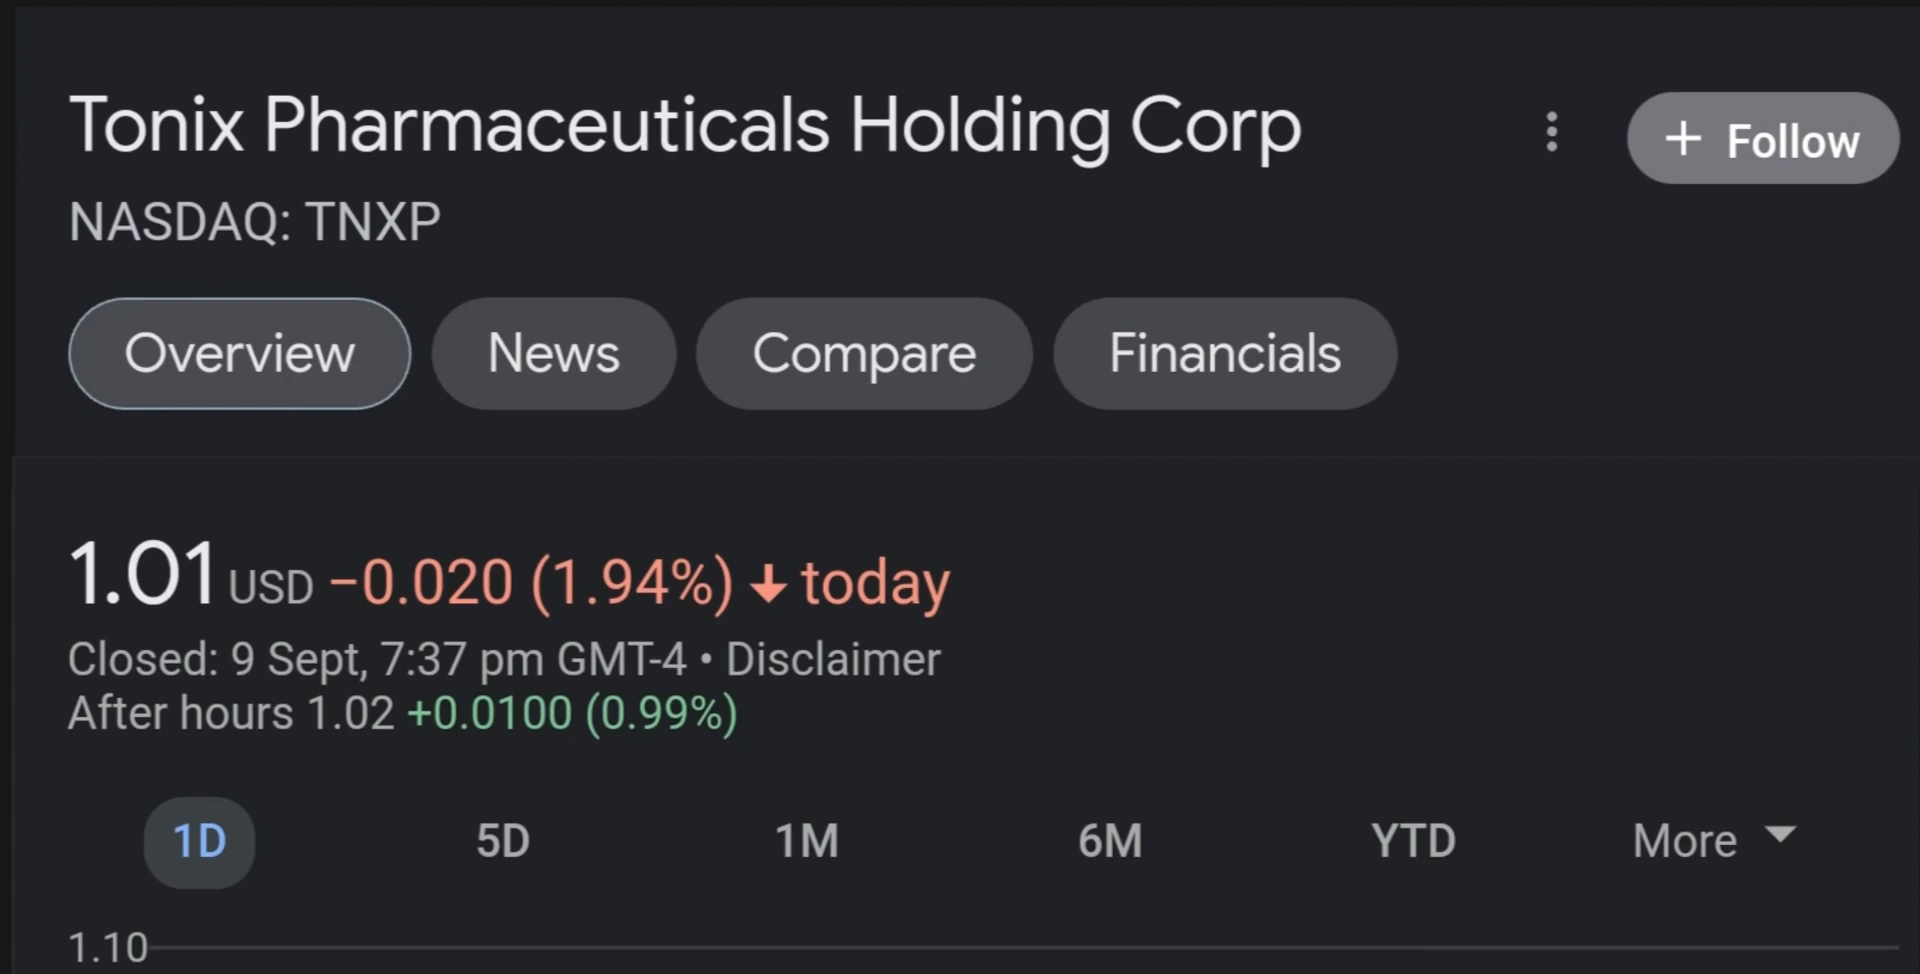 Tonix Pharmaceuticals Holding Corp
+ Follow
NASDAQ: TNXP
Overview News Compare Financials
1.01 USD −0.020 (1.94%) ↓ today
Closed: 9 Sept, 7:37 pm GMT-4 • Disclaimer
After hours 1.02 +0.0100 (0.99%)
1D 5D 1M 6M YTD More
1.10